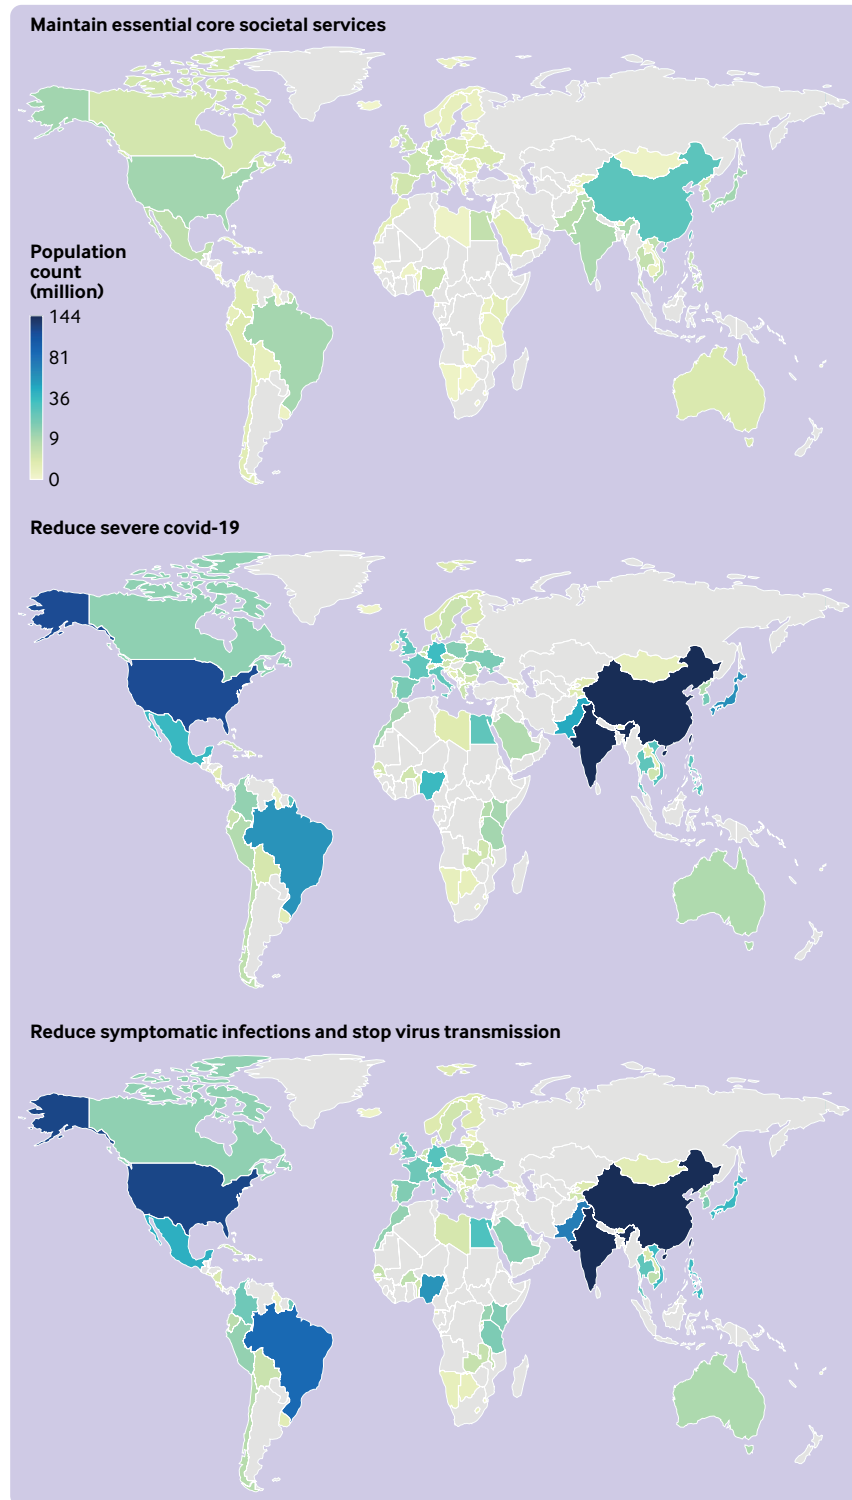 Maintain essential core societal services
Population
count
(million)
144
81
36
9
0
Reduce severe covid-19
Reduce symptomatic infections and stop virus transmission